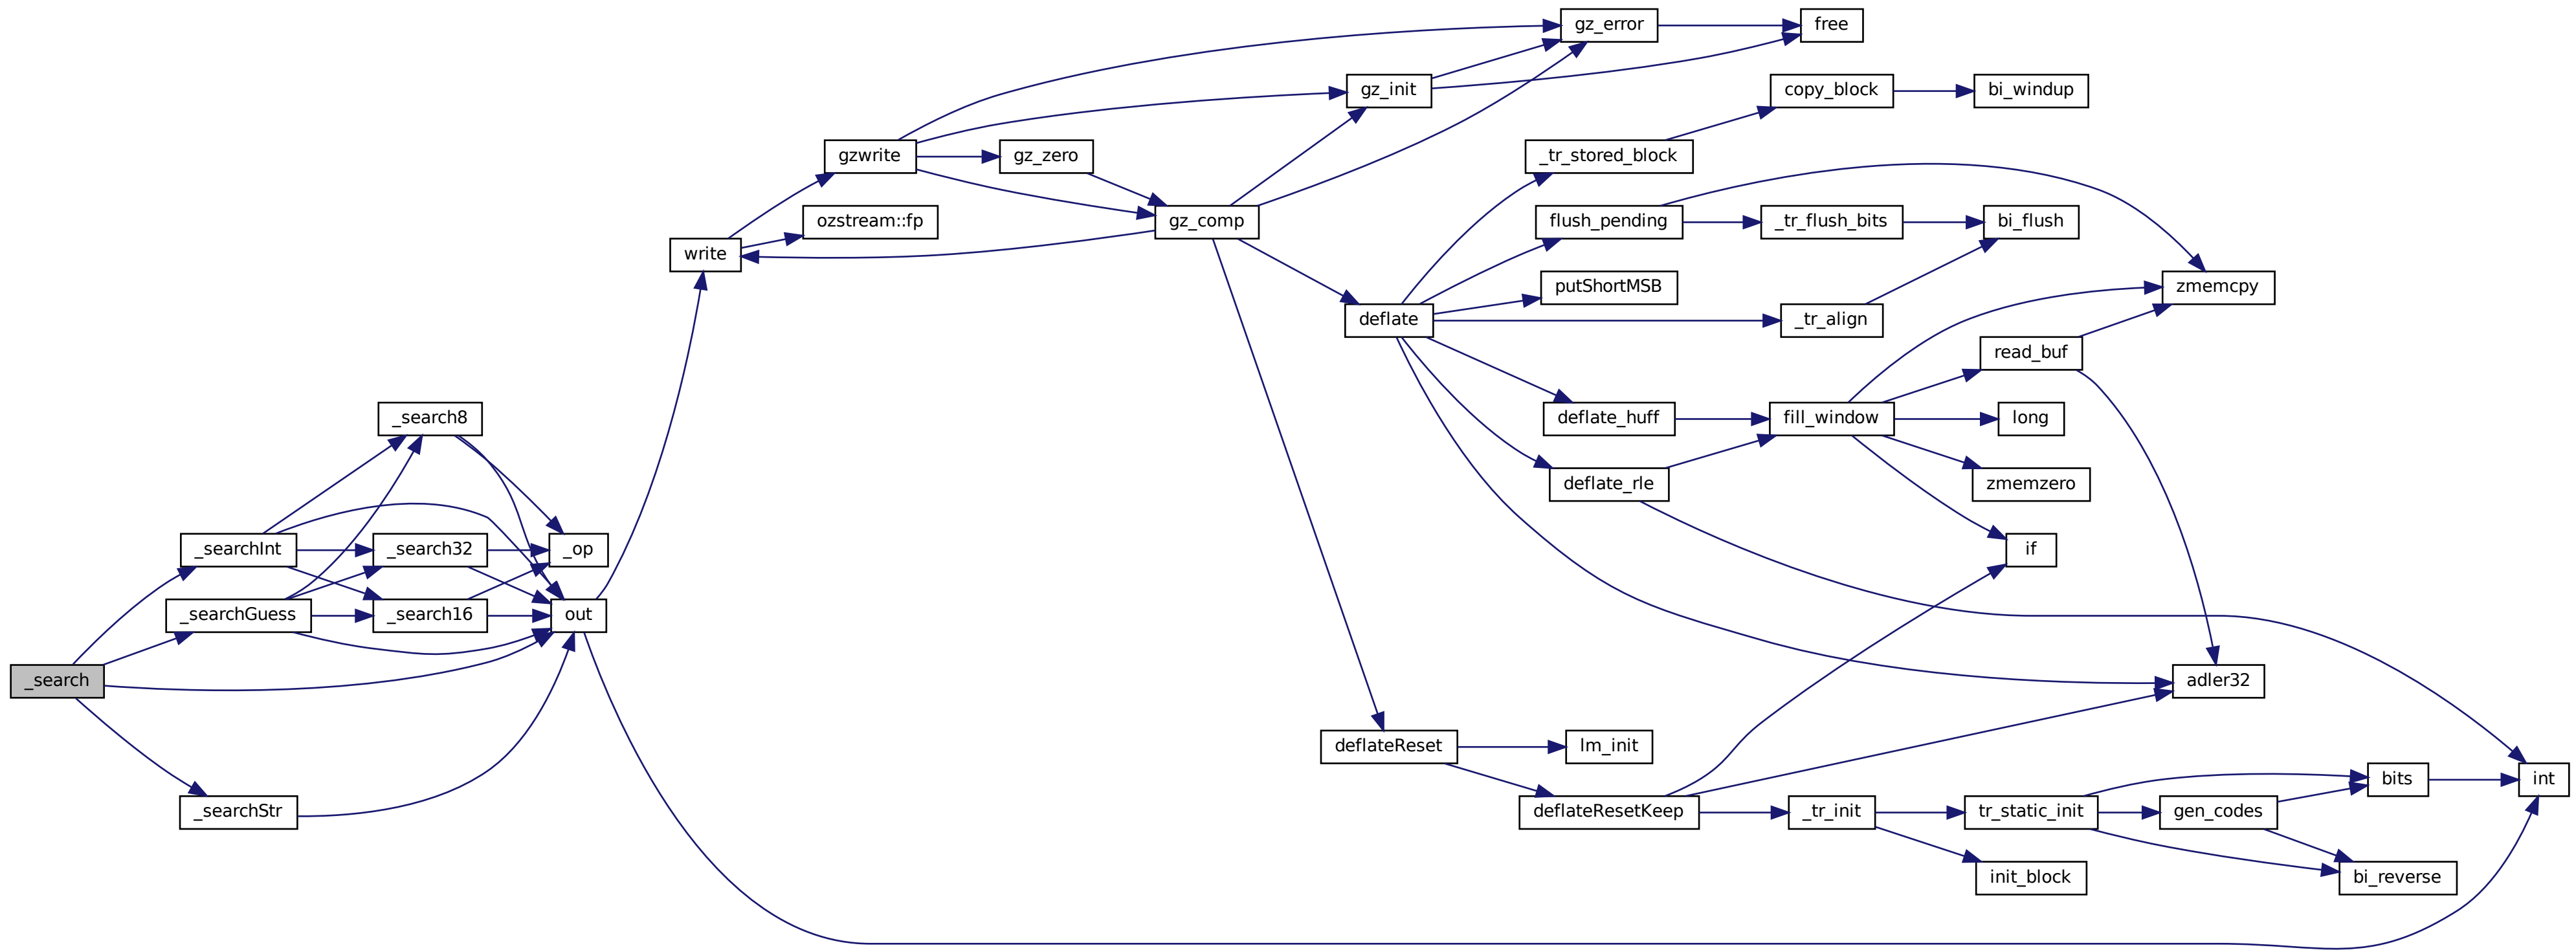 _search
_searchInt
_searchGuess
_searchStr
_search8
_search32
_search16
_op
out
write
gzwrite
ozstream::fp
gz_zero
gz_comp
gz_error
gz_init
free
deflate
deflateReset
_tr_stored_block
copy_block
bi_windup
flush_pending
_tr_flush_bits
bi_flush
putShortMSB
_tr_align
zmemcpy
deflate_huff
fill_window
read_buf
long
deflate_rle
zmemzero
if
adler32
lm_init
deflateResetKeep
_tr_init
tr_static_init
gen_codes
bits
int
init_block
bi_reverse